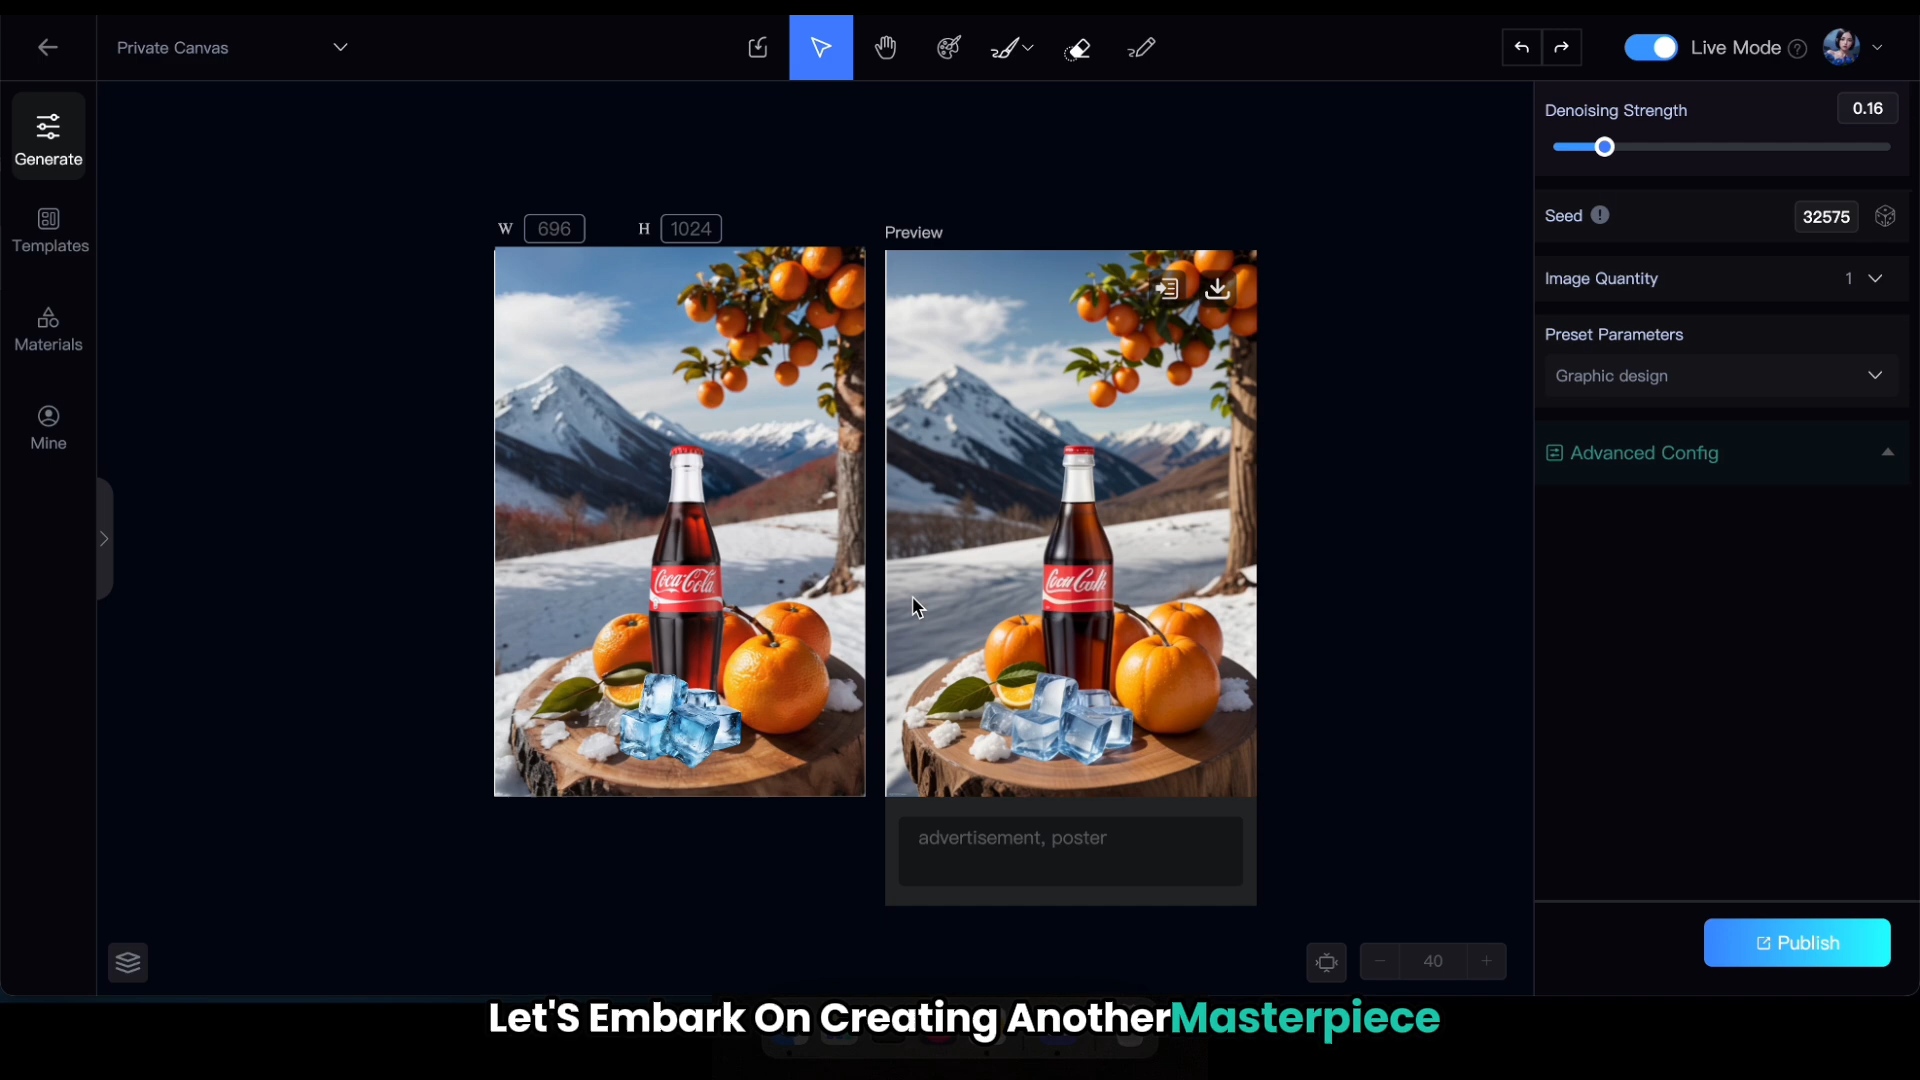 Private Canvas
Live Mode
Generate
Templates
Materials
Mine
W 696 H 1024
Preview
Coca-Cola
advertisement, poster
Denoising Strength 0.16
Seed 32575
Image Quantity 1
Preset Parameters
Graphic design
Advanced Config
40
Publish
Let'S Embark On Creating Another Masterpiece